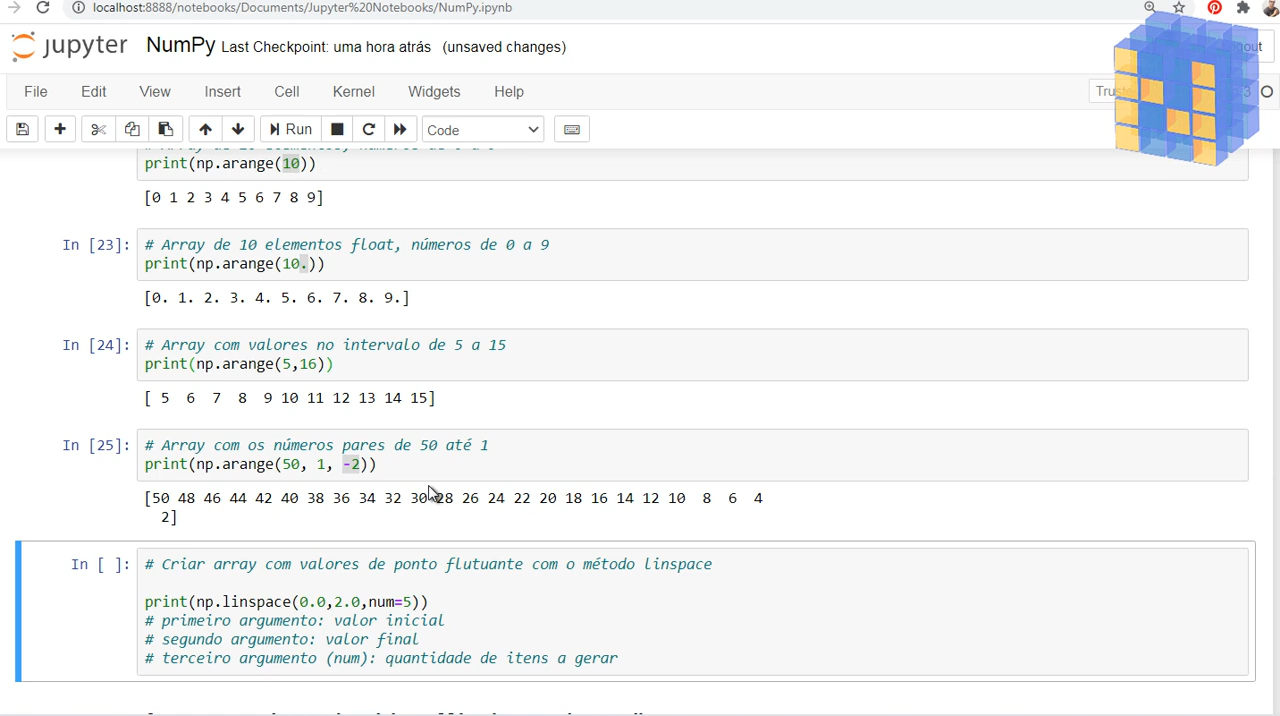 localhost:8888/notebooks/Documents/Jupyter%20Notebooks/NumPy.ipynb
jupyter NumPy Last Checkpoint: uma hora atrás (unsaved changes)
File Edit View Insert Cell Kernel Widgets Help
Run Code
print(np.arange(10))
[0 1 2 3 4 5 6 7 8 9]
In [23]: # Array de 10 elementos float, números de 0 a 9
print(np.arange(10.))
[0. 1. 2. 3. 4. 5. 6. 7. 8. 9.]
In [24]: # Array com valores no intervalo de 5 a 15
print(np.arange(5,16))
[ 5 6 7 8 9 10 11 12 13 14 15]
In [25]: # Array com os números pares de 50 até 1
print(np.arange(50, 1, -2))
[50 48 46 44 42 40 38 36 34 32 30 28 26 24 22 20 18 16 14 12 10 8 6 4
2]
In [ ]: # Criar array com valores de ponto flutuante com o método linspace
print(np.linspace(0.0,2.0,num=5))
# primeiro argumento: valor inicial
# segundo argumento: valor final
# terceiro argumento (num): quantidade de itens a gerar